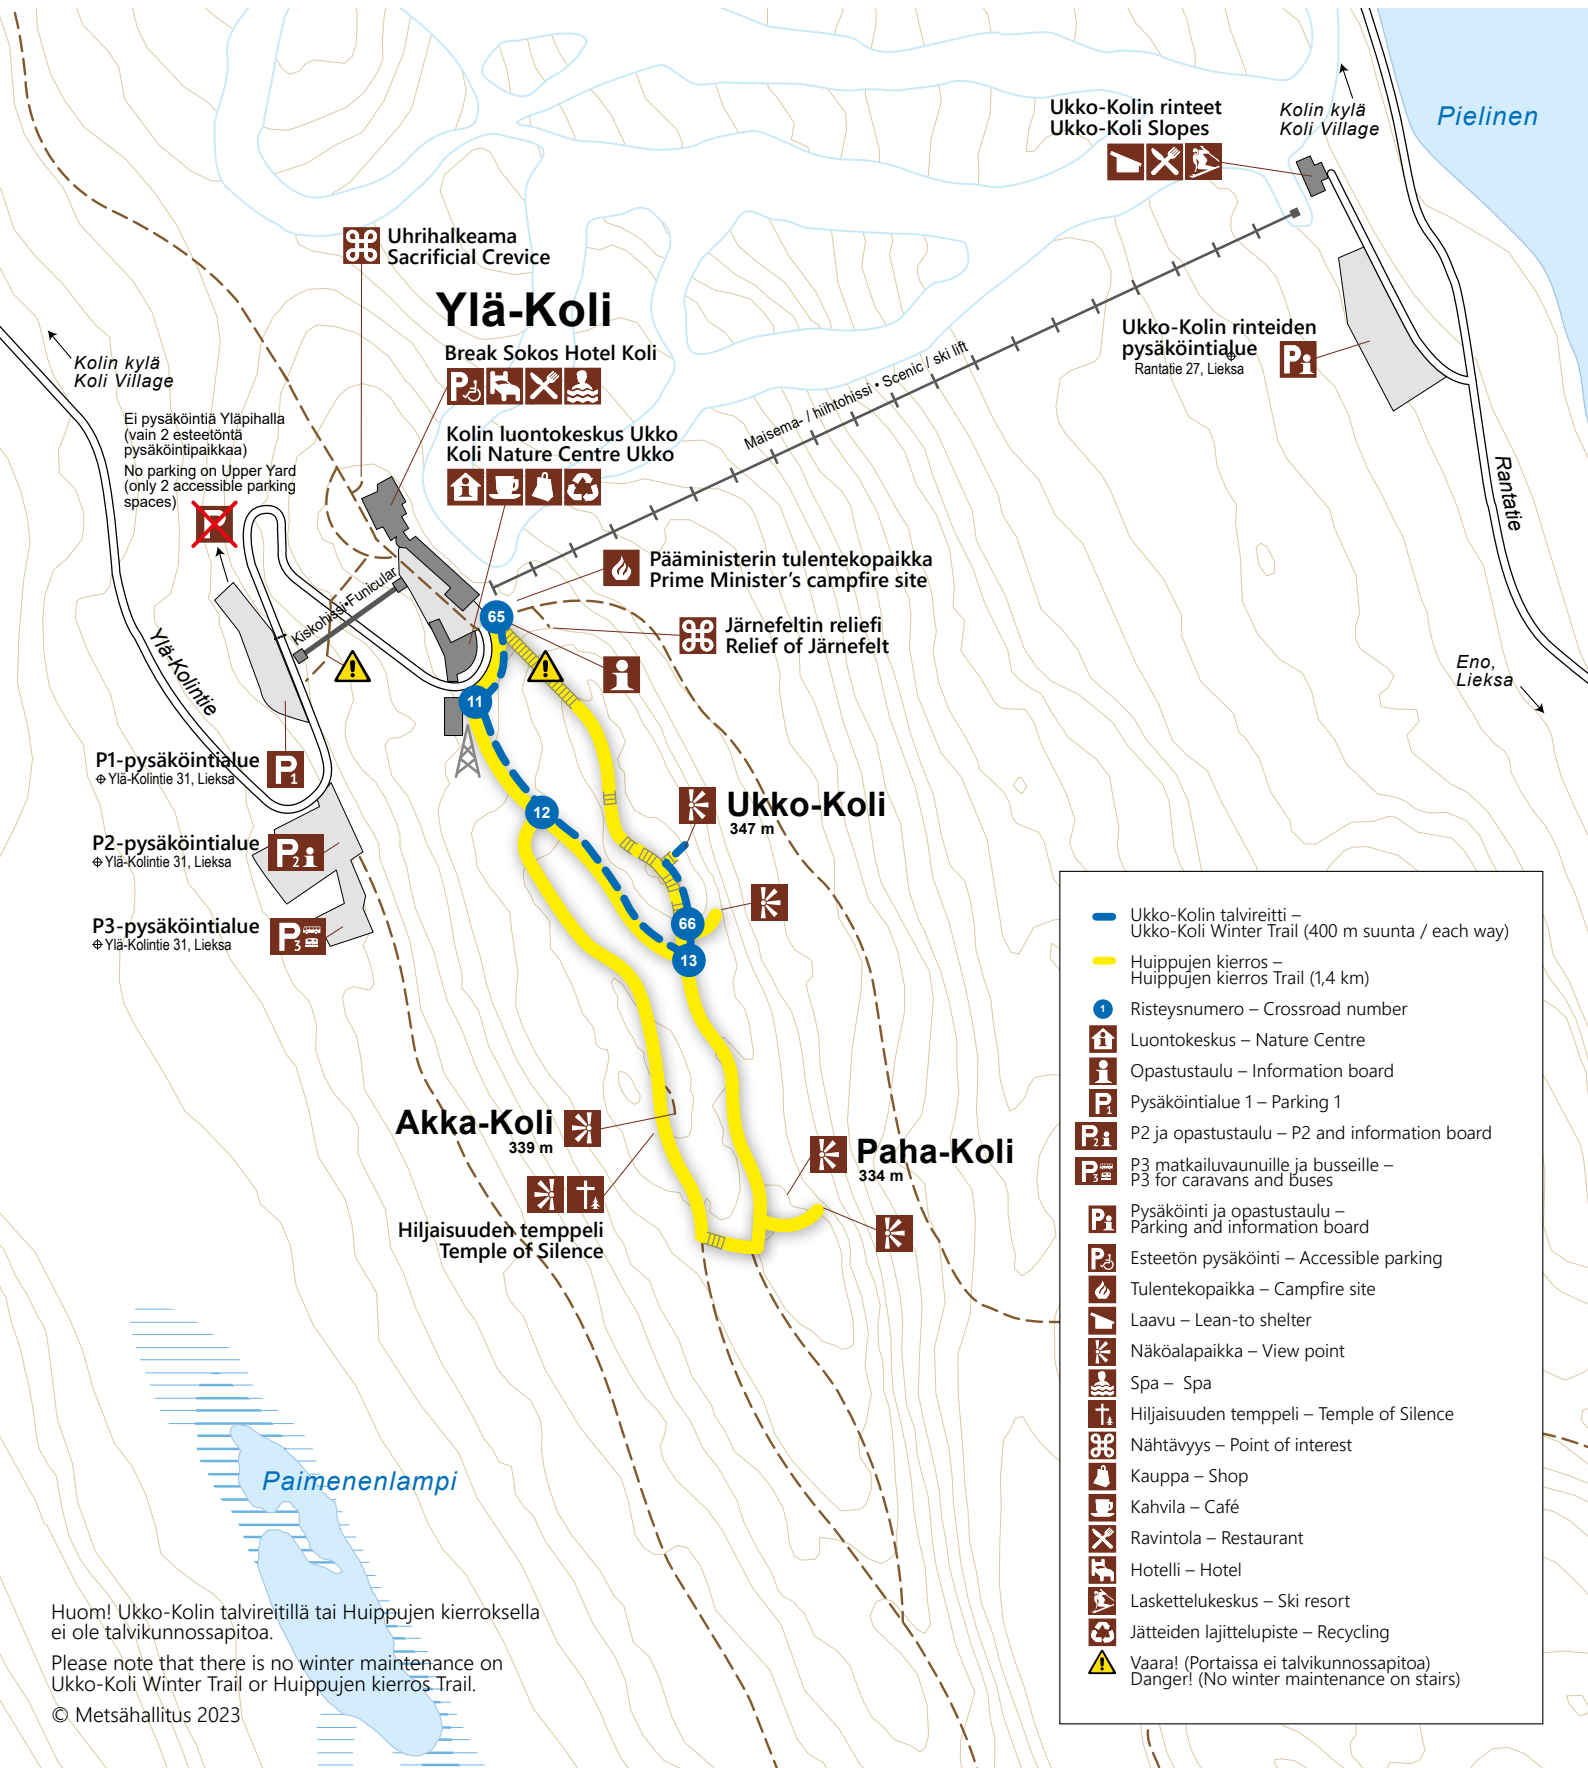 Ukko-Kolin rinteet
Ukko-Koli Slopes
Kolin kylä
Koli Village
Pielinen
Uhrihalkeama
Sacrificial Crevice
Ylä-Koli
Break Sokos Hotel Koli
P
Kolin luontokeskus Ukko
Koli Nature Centre Ukko
Kolin kylä
Koli Village
Ei pysäköintiä Yläpihalla
(vain 2 esteetöntä
pysäköintipaikkaa)
No parking on Upper Yard
(only 2 accessible parking
spaces)
P
Ukko-Kolin rinteiden
pysäköintialue
Rantatie 27, Lieksa
Pi
Maisema- / hiihtohissi • Scenic / ski lift
Rantatie
Pääministerin tulentekopaikka
Prime Minister's campfire site
Kiskohissi•Funicular
Järnefeltin reliefi
Relief of Järnefelt
Ylä-Kolintie
Eno,
Lieksa
65
11
12
66
13
P1-pysäköintialue
Ylä-Kolintie 31, Lieksa
P1
P2-pysäköintialue
Ylä-Kolintie 31, Lieksa
P2
P3-pysäköintialue
Ylä-Kolintie 31, Lieksa
P3
Ukko-Koli
347 m
Akka-Koli
339 m
Paha-Koli
334 m
Hiljaisuuden temppeli
Temple of Silence
Paimenenlampi
Ukko-Kolin talvireitti –
Ukko-Koli Winter Trail (400 m suunta / each way)
Huippujen kierros –
Huippujen kierros Trail (1,4 km)
1 Risteysnumero – Crossroad number
Luontokeskus – Nature Centre
Opastustaulu – Information board
P1 Pysäköintialue 1 – Parking 1
P2 P2 ja opastustaulu – P2 and information board
P3 P3 matkailuvaunuille ja busseille –
P3 for caravans and buses
Pi Pysäköinti ja opastustaulu –
Parking and information board
P Esteetön pysäköinti – Accessible parking
Tulentekopaikka – Campfire site
Laavu – Lean-to shelter
Näköalapaikka – View point
Spa – Spa
Hiljaisuuden temppeli – Temple of Silence
Nähtävyys – Point of interest
Kauppa – Shop
Kahvila – Café
Ravintola – Restaurant
Hotelli – Hotel
Laskettelukeskus – Ski resort
Jätteiden lajittelupiste – Recycling
Vaara! (Portaissa ei talvikunnossapitoa)
Danger! (No winter maintenance on stairs)
Huom! Ukko-Kolin talvireitillä tai Huippujen kierroksella
ei ole talvikunnossapitoa.
Please note that there is no winter maintenance on
Ukko-Koli Winter Trail or Huippujen kierros Trail.
© Metsähallitus 2023